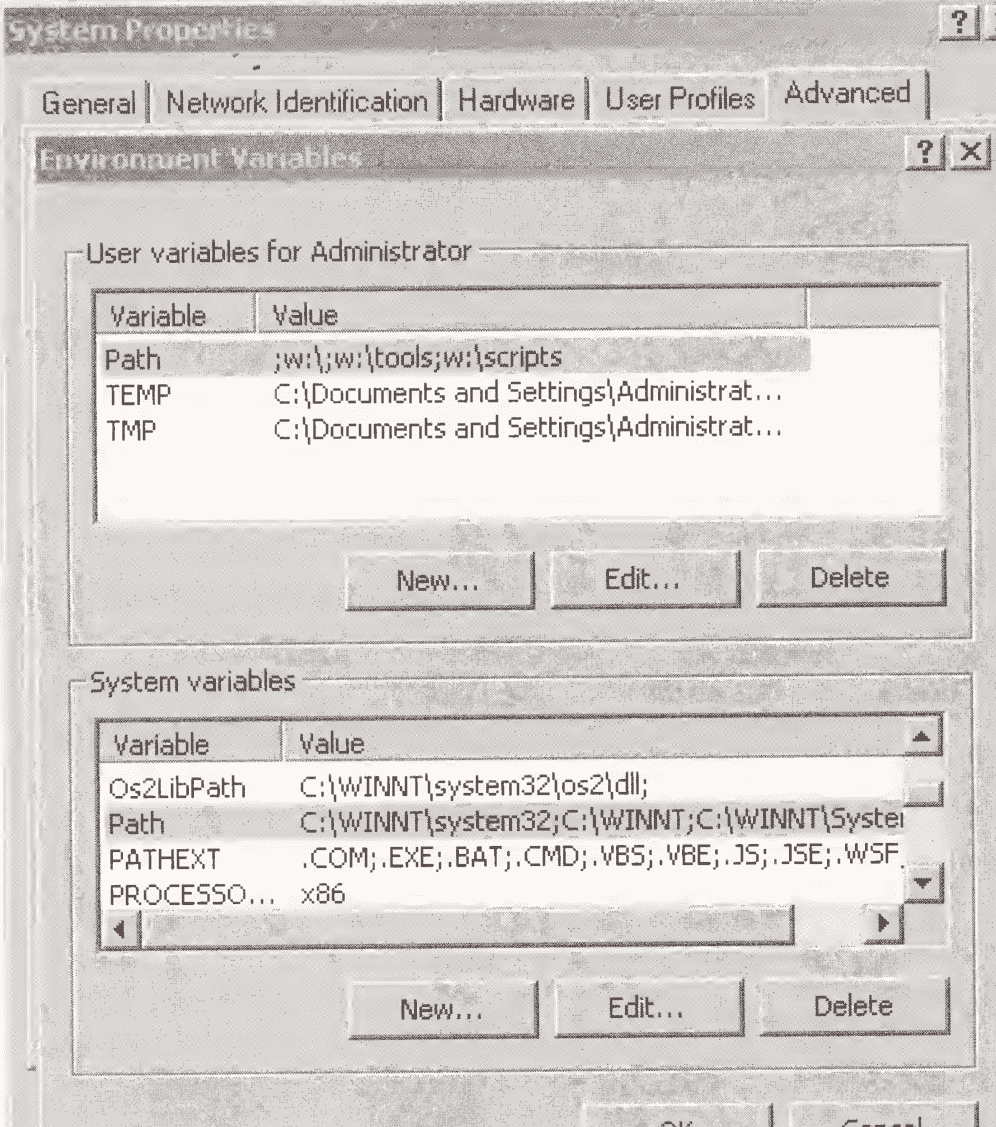 System Properties ?
General Network Identification Hardware User Profiles Advanced
Environment Variables ?
User variables for Administrator
Variable Value
Path ;w:\;w:\tools;w:\scripts
TEMP C:\Documents and Settings\Administrat...
TMP C:\Documents and Settings\Administrat...
New... Edit... Delete
System variables
Variable Value
Os2LibPath C:\WINNT\system32\os2\dll;
Path C:\WINNT\system32;C:\WINNT;C:\WINNT\System
PATHEXT .COM;.EXE;.BAT;.CMD;.VBS;.VBE;.JS;.JSE;.WSF
PROCESSO... x86
New... Edit... Delete
OK Cancel